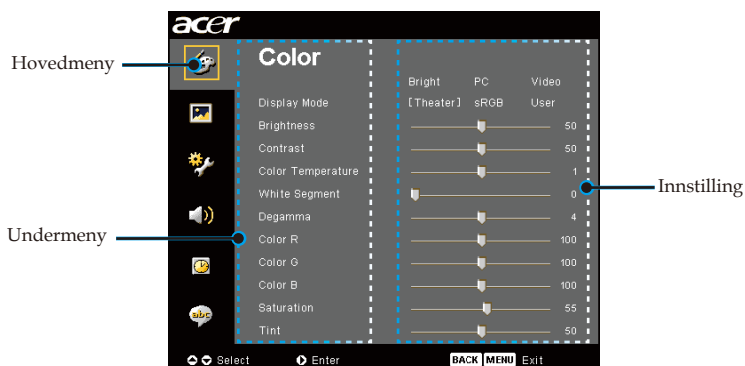 acer
Hovedmeny
Color
Bright PC Video
Display Mode [Theater] sRGB User
Brightness 50
Contrast 50
Color Temperature 1
White Segment 0
Innstilling
Degamma 4
Undermeny
Color R 100
Color G 100
Color B 100
abc
Saturation 55
Tint 50
Select Enter BACK MENU Exit